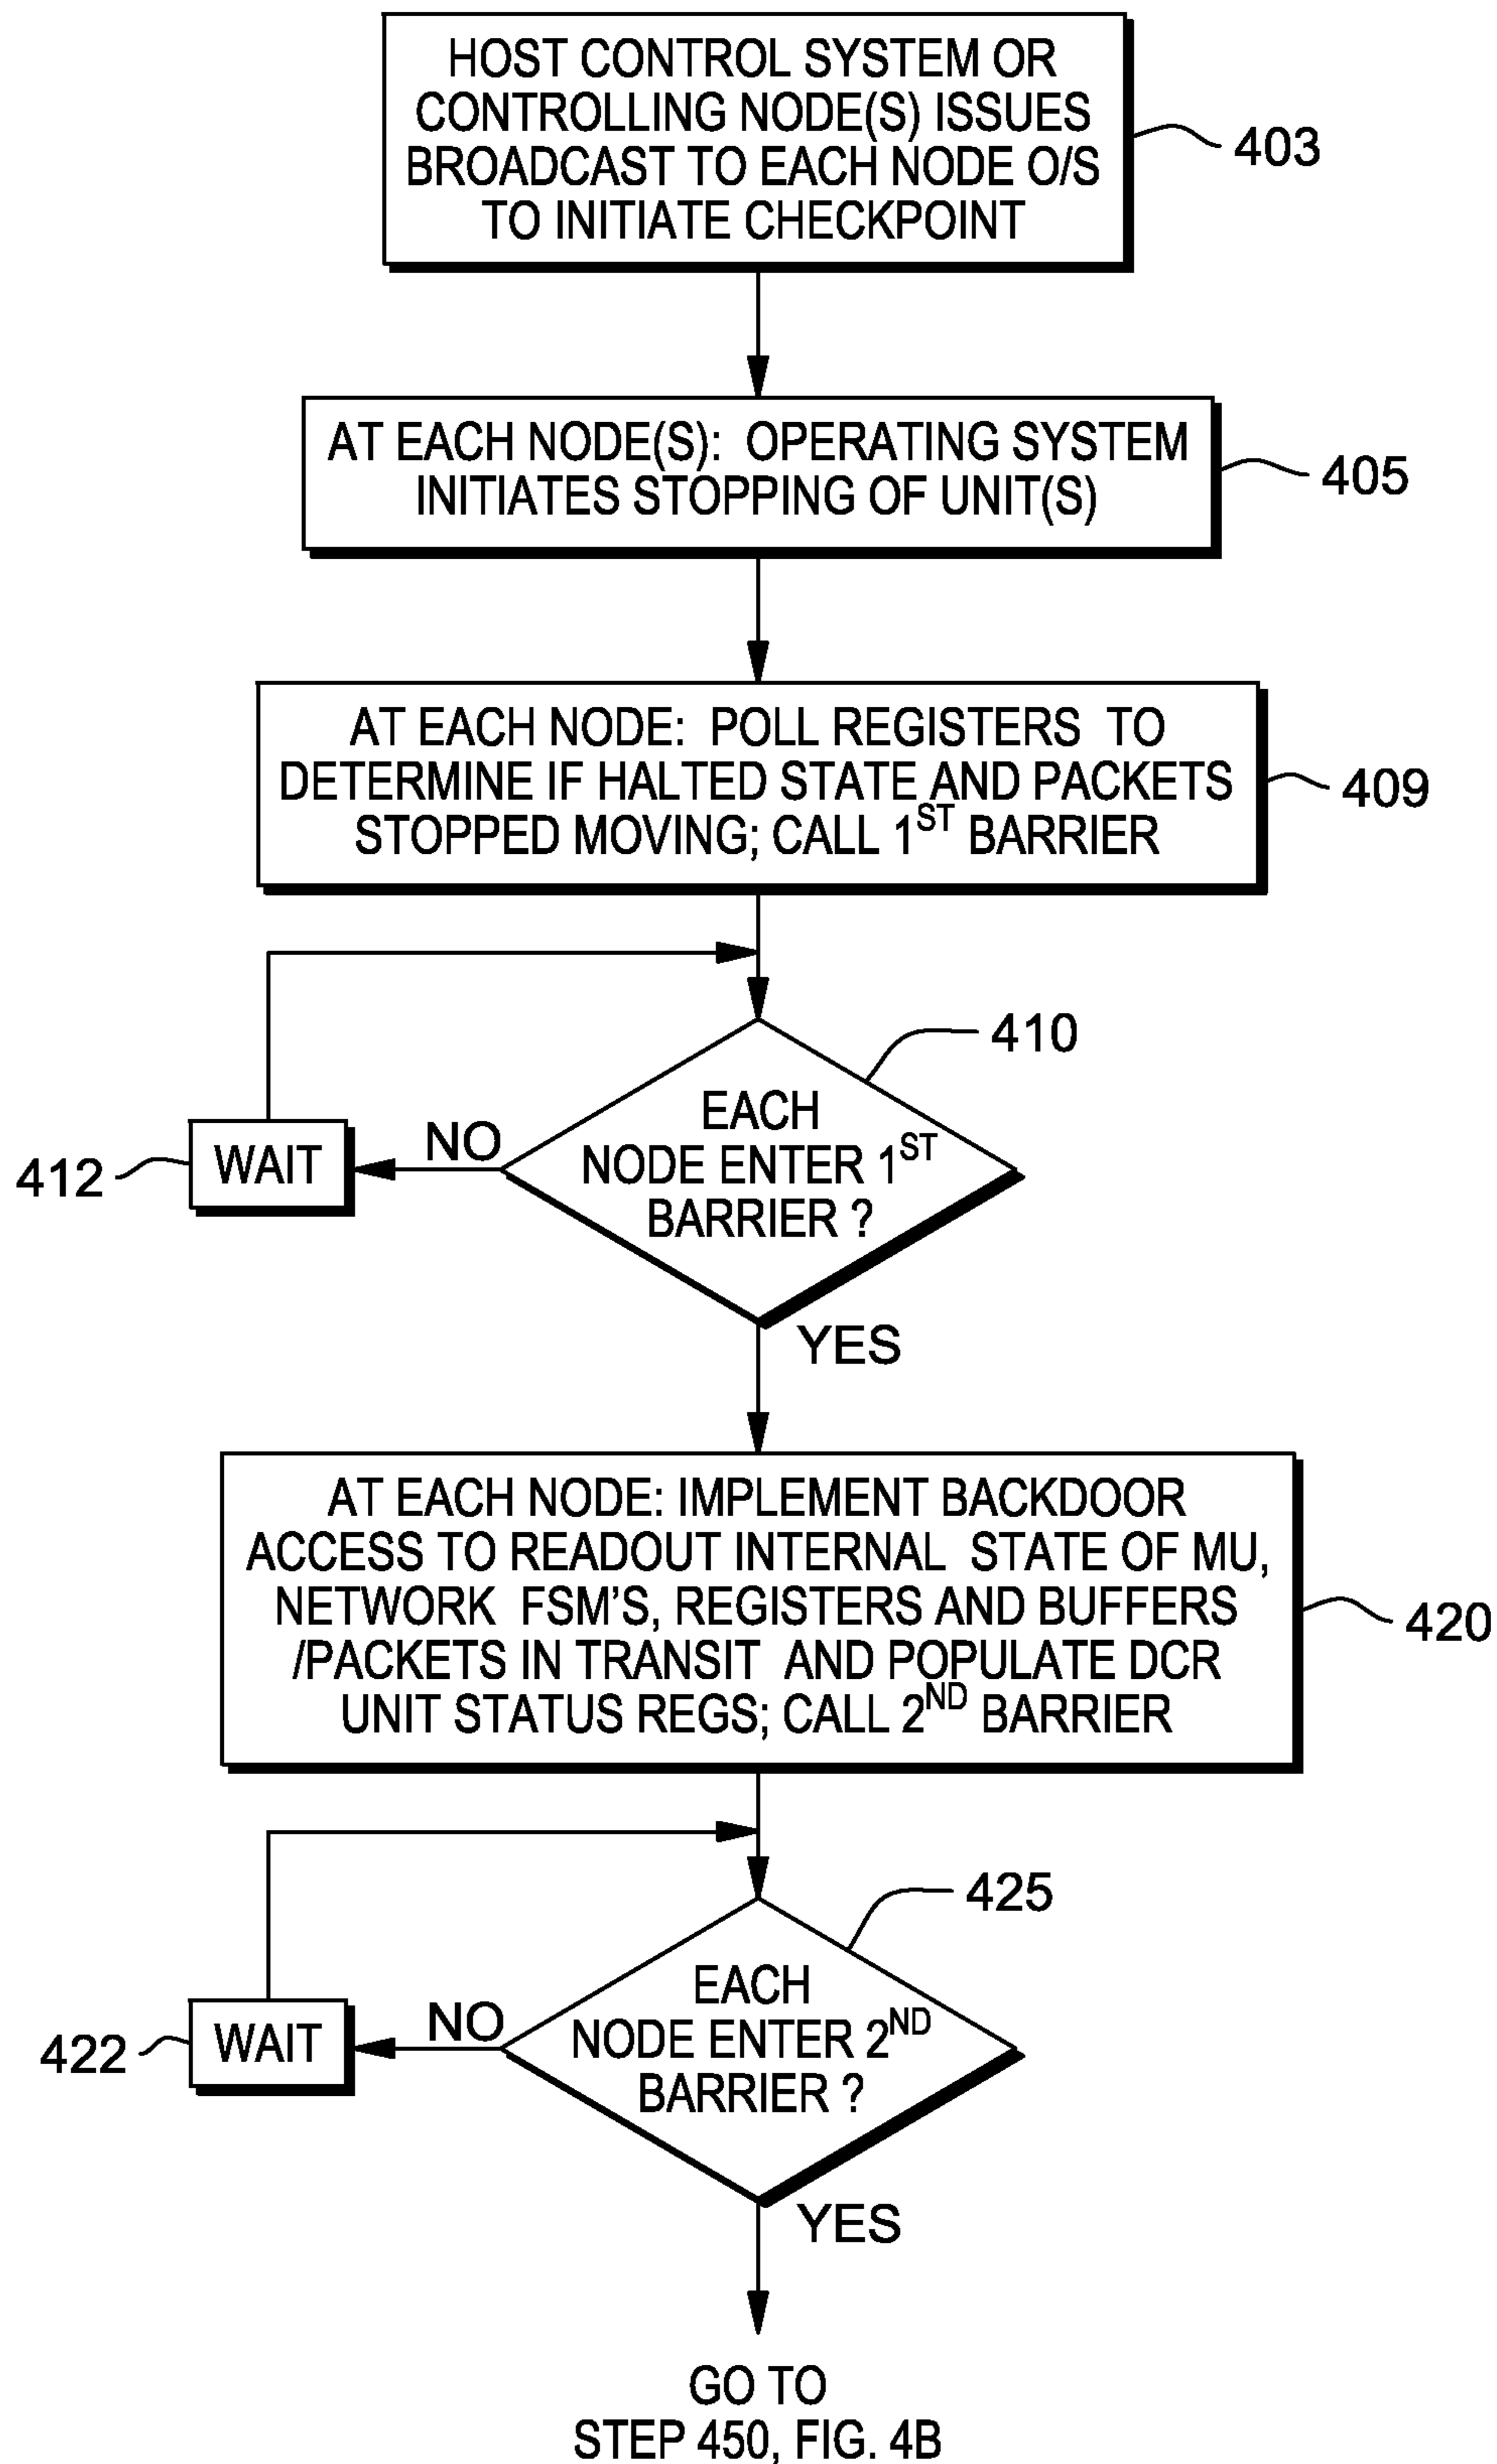 HOST CONTROL SYSTEM OR
CONTROLLING NODE(S) ISSUES
BROADCAST TO EACH NODE O/S
TO INITIATE CHECKPOINT
403
AT EACH NODE(S): OPERATING SYSTEM
INITIATES STOPPING OF UNIT(S)
405
AT EACH NODE: POLL REGISTERS TO
DETERMINE IF HALTED STATE AND PACKETS
STOPPED MOVING; CALL 1ST BARRIER
409
410
EACH
NODE ENTER 1ST
BARRIER ?
NO
WAIT
412
YES
AT EACH NODE: IMPLEMENT BACKDOOR
ACCESS TO READOUT INTERNAL STATE OF MU,
NETWORK FSM'S, REGISTERS AND BUFFERS
/PACKETS IN TRANSIT AND POPULATE DCR
UNIT STATUS REGS; CALL 2ND BARRIER
420
425
EACH
NODE ENTER 2ND
BARRIER ?
NO
WAIT
422
YES
GO TO
STEP 450, FIG. 4B